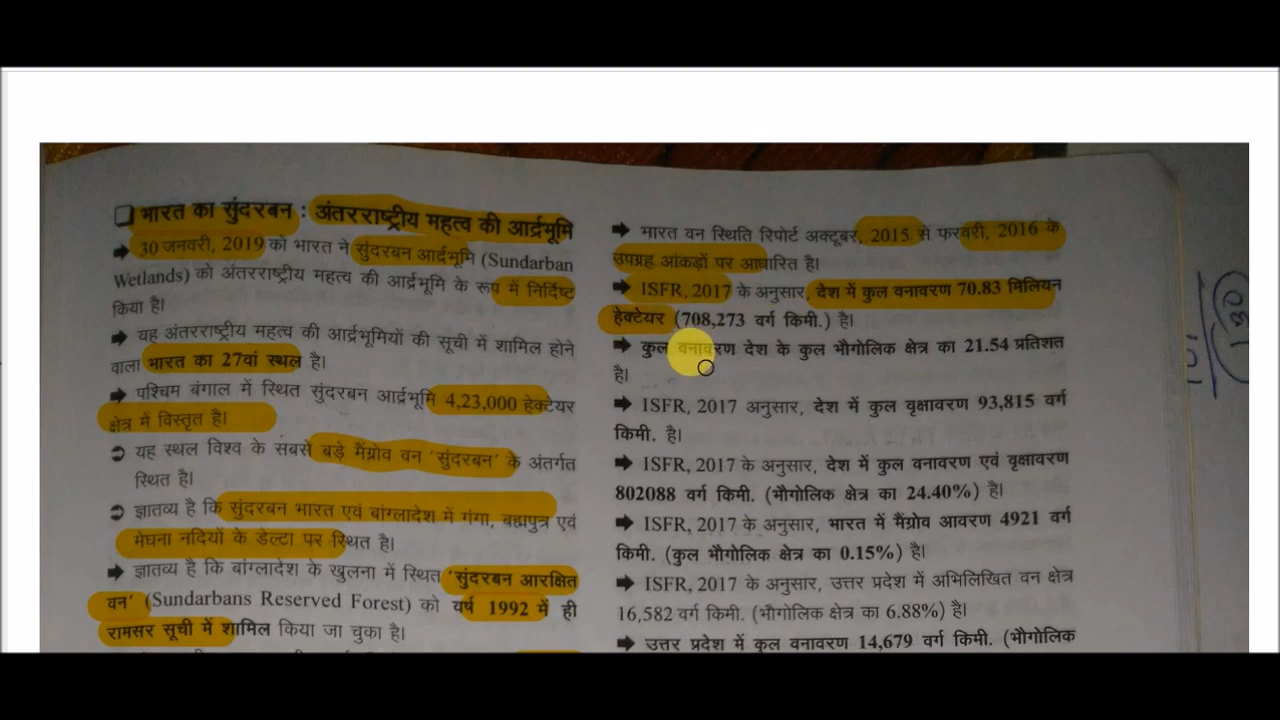 ❑ भारत का सुंदरबन : अंतरराष्ट्रीय महत्व की आर्द्रभूमि
➡ 30 जनवरी, 2019 को भारत ने सुंदरबन आर्द्रभूमि (Sundarban
Wetlands) को अंतरराष्ट्रीय महत्व की आर्द्रभूमि के रूप में निर्दिष्ट
किया है।
➡ यह अंतरराष्ट्रीय महत्व की आर्द्रभूमियों की सूची में शामिल होने
वाला भारत का 27वां स्थल है।
➡ पश्चिम बंगाल में स्थित सुंदरबन आर्द्रभूमि 4,23,000 हेक्टेयर
क्षेत्र में विस्तृत है।
➲ यह स्थल विश्व के सबसे बड़े मैंग्रोव वन ‘सुंदरबन’ के अंतर्गत
स्थित है।
➲ ज्ञातव्य है कि सुंदरबन भारत एवं बांग्लादेश में गंगा, बह्मपुत्र एवं
मेघना नदियों के डेल्टा पर स्थित है।
➡ ज्ञातव्य है कि बांग्लादेश के खुलना में स्थित ‘सुंदरबन आरक्षित
वन’ (Sundarbans Reserved Forest) को वर्ष 1992 में ही
रामसर सूची में शामिल किया जा चुका है।
➡ भारत वन स्थिति रिपोर्ट अक्टूबर, 2015 से फरवरी, 2016 के
उपग्रह आंकड़ों पर आधारित है।
➡ ISFR, 2017 के अनुसार, देश में कुल वनावरण 70.83 मिलियन
हेक्टेयर (708,273 वर्ग किमी.) है।
➡ कुल वनावरण देश के कुल भौगोलिक क्षेत्र का 21.54 प्रतिशत
है।
➡ ISFR, 2017 अनुसार, देश में कुल वृक्षावरण 93,815 वर्ग
किमी. है।
➡ ISFR, 2017 के अनुसार, देश में कुल वनावरण एवं वृक्षावरण
802088 वर्ग किमी. (भौगोलिक क्षेत्र का 24.40%) है।
➡ ISFR, 2017 के अनुसार, भारत में मैंग्रोव आवरण 4921 वर्ग
किमी. (कुल भौगोलिक क्षेत्र का 0.15%) है।
➡ ISFR, 2017 के अनुसार, उत्तर प्रदेश में अभिलिखित वन क्षेत्र
16,582 वर्ग किमी. (भौगोलिक क्षेत्र का 6.88%) है।
➡ उत्तर प्रदेश में कुल वनावरण 14,679 वर्ग किमी. (भौगोलिक